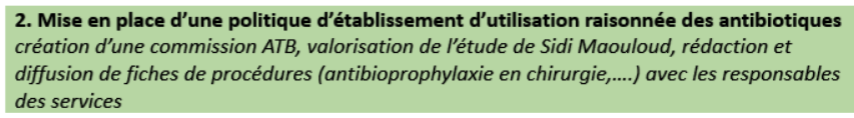 2. Mise en place d’une politique d’établissement d’utilisation raisonnée des antibiotiques
création d’une commission ATB, valorisation de l’étude de Sidi Maouloud, rédaction et
diffusion de fiches de procédures (antibioprophylaxie en chirurgie,….) avec les responsables
des services